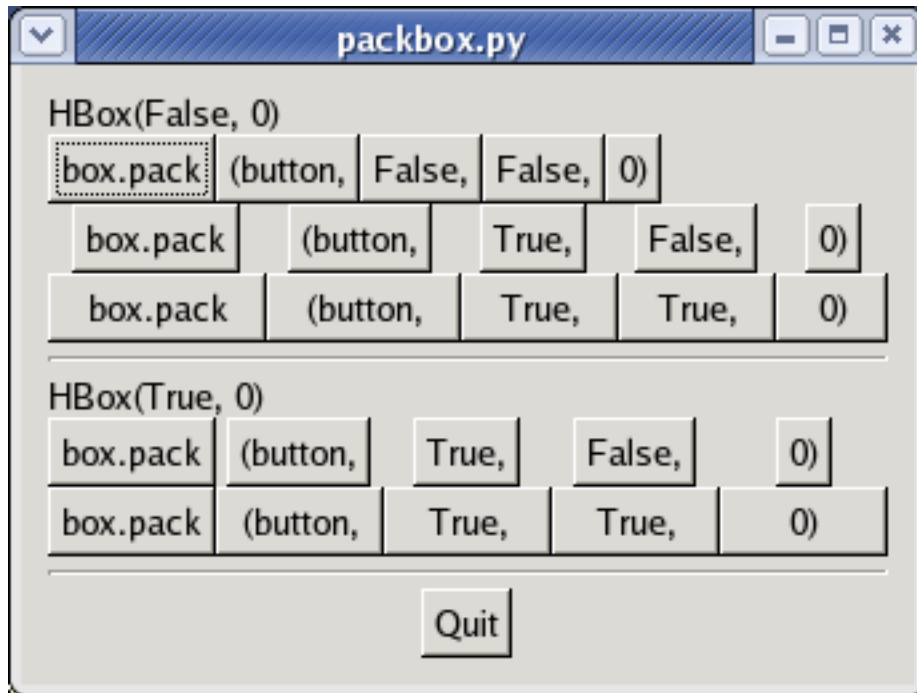 packbox.py
HBox(False, 0)
box.pack (button, False, False, 0)
box.pack (button, True, False, 0)
box.pack (button, True, True, 0)
HBox(True, 0)
box.pack (button, True, False, 0)
box.pack (button, True, True, 0)
Quit